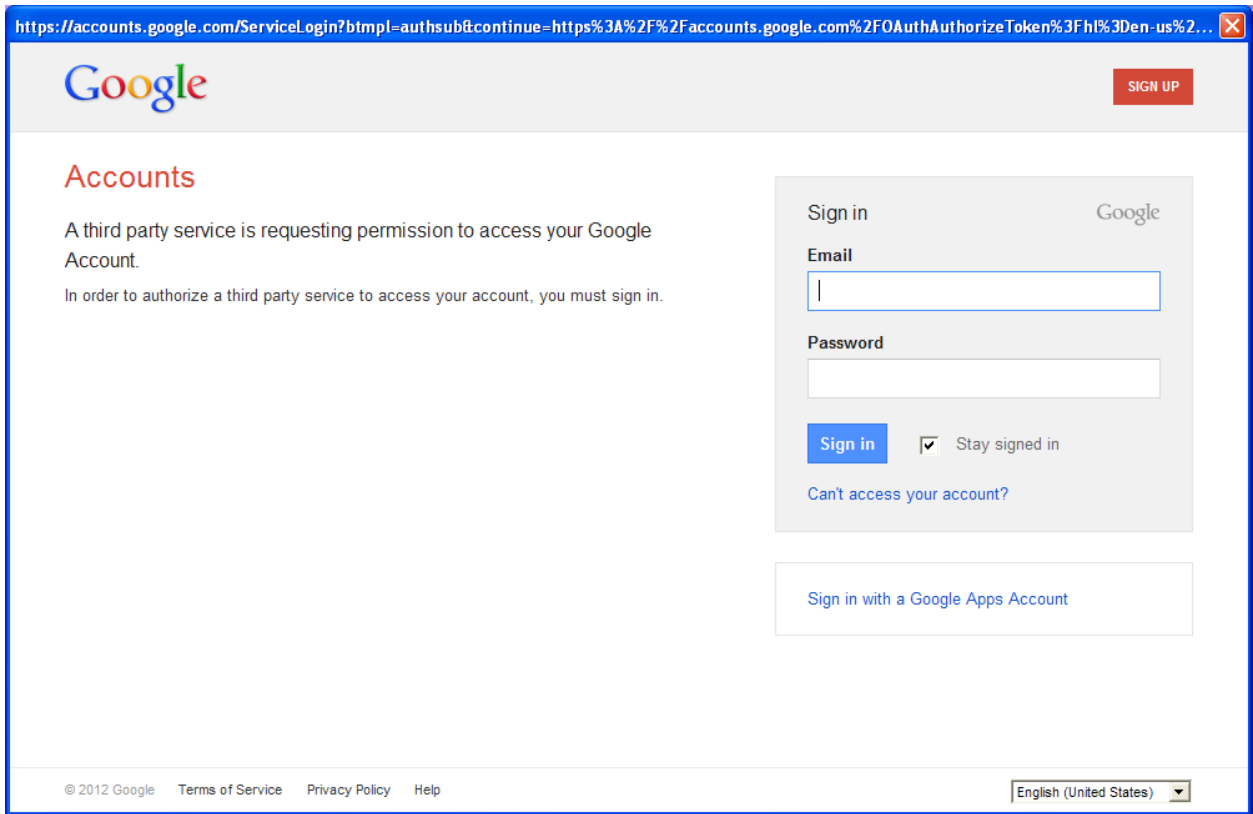 https://accounts.google.com/ServiceLogin?btmpl=authsub&continue=https%3A%2F%2Faccounts.google.com%2FOAuthAuthorizeToken%3Fhl%3Den-us%2...
Google
SIGN UP
Accounts
A third party service is requesting permission to access your Google
Account.
In order to authorize a third party service to access your account, you must sign in.
Sign in Google
Email
Password
Sign in Stay signed in
Can't access your account?
Sign in with a Google Apps Account
© 2012 Google Terms of Service Privacy Policy Help
English (United States)